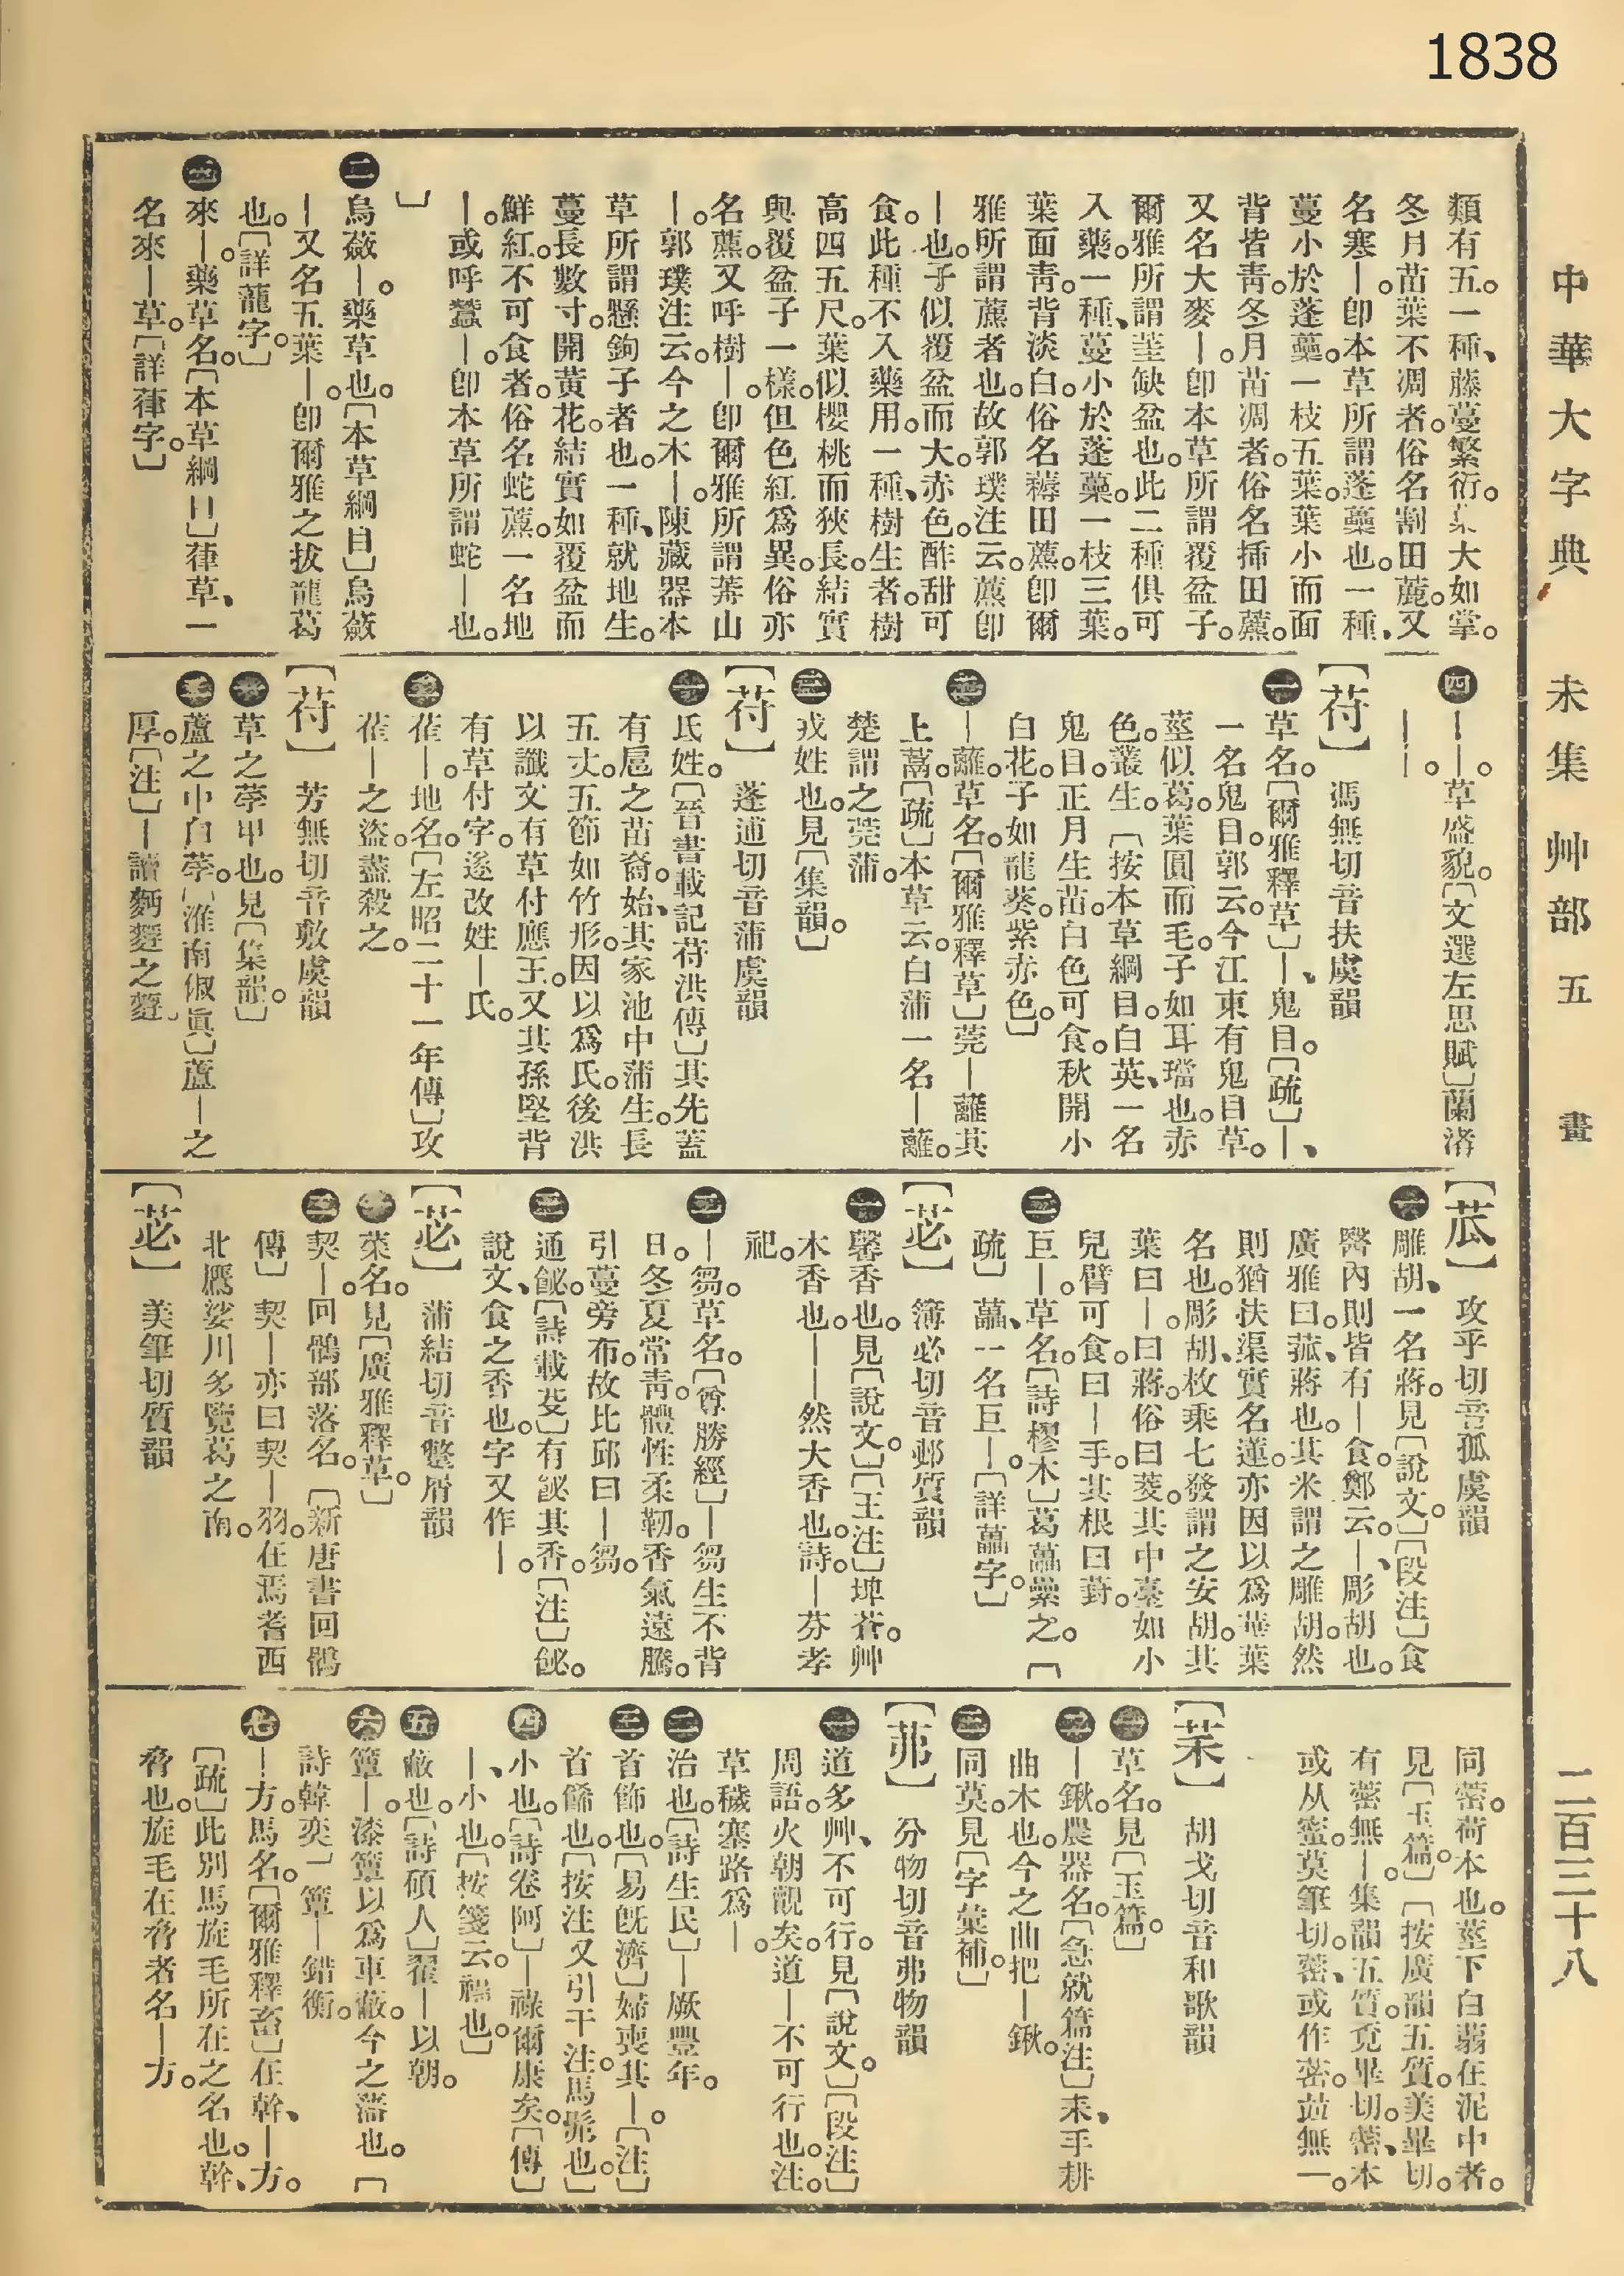 1838
中華大字典 未集 艸部 五畫 二百三十八
類有五。一種、藤蔓繁衍。葉大如掌。
冬月苗葉不凋者。俗名割田藨。又
名寒｜。卽本草所謂蓬虆也。一種、
蔓小於蓬虆。一枝五葉。葉小而面
背皆靑。冬月苗凋者。俗名揷田藨。
又名大麥｜。卽本草所謂覆盆子。
爾雅所謂堇缺盆也。此二種俱可
入藥。一種、蔓小於蓬虆。一枝三葉。
葉面靑。背淡白。俗名薅田藨。卽爾
雅所謂藨者也。故郭璞注云。藨卽
｜也。子似覆盆而大。赤色。酢甜可
食。此種不入藥用。一種、樹生者。樹
高四五尺。葉似櫻桃而狹長。結實
與覆盆子一樣。但色紅爲異。俗亦
名藨。又呼樹｜。卽爾雅所謂葥山
｜。郭璞注云。今之木｜。陳藏器本
草所謂懸鉤子者也。一種、就地生。
蔓長數寸。開黃花。結實如覆盆而
鮮紅。不可食者。俗名蛇藨。一名地
｜。或呼蠶｜。卽本草所謂蛇｜也。
〕
二 烏蘞｜。藥草也。〔本草綱目〕烏蘞
｜又名五葉｜。卽爾雅之拔蘢葛
也。〔詳蘢字。〕
三 來｜。藥草名。〔本草綱目〕葎草、一
名來｜草。〔詳葎字。〕
四 ｜｜。草盛貌。〔文選左思賦〕蘭渚
｜｜。
【苻】 馮無切音扶虞韻
一 草名。〔爾雅釋草〕｜、鬼目。〔疏〕｜、
一名鬼目。郭云。今江東有鬼目草。
莖似葛。葉圓而毛。子如耳璫也。赤
色。叢生。〔按本草綱目。白英、一名
鬼目。正月生苗。白色可食。秋開小
白花。子如龍葵。紫赤色。〕
二 ｜蘺。草名。〔爾雅釋草〕莞｜蘺其
上蒚。〔疏〕本草云。白蒲一名｜蘺。
楚謂之莞蒲。
三 戎姓也。見〔集韻。〕
【苻】 蓬逋切音蒲虞韻
一 氏姓。〔晉書載記苻洪傳〕其先蓋
有扈之苗裔。始、其家池中蒲生。長
五丈。五節如竹形。因以爲氏。後洪
以讖文有草付應王。又其孫堅背
有草付字。遂改姓｜氏。
二 萑｜。地名。〔左昭二十一年傳〕攻
萑｜之盜。盡殺之。
【苻】 芳無切音敷虞韻
一 草之莩甲也。見〔集韻。〕
二 蘆之中白莩。〔淮南俶眞〕蘆｜之
厚。〔注〕｜讀麪麧之麧。
【苽】 攻乎切音孤虞韻
一 雕胡、一名蔣。見〔說文。〕〔段注〕食
醫內則皆有｜食。鄭云。｜、彫胡也。
廣雅曰。菰、蔣也。其米謂之雕胡。然
則猶扶渠實名蓮。亦因以爲華葉
名也。彫胡、枚乘七發謂之安胡。其
葉曰｜。曰蔣。俗曰茭。其中臺如小
兒臂可食。曰｜手。其根曰葑。
二 巨｜。草名。〔詩樛木〕葛藟纍之。〔
疏〕藟、一名巨｜。〔詳藟字。〕
【苾】 簿必切音邲質韻
一 馨香也。見〔說文。〕〔王注〕埤蒼。艸
木香也。｜｜然大香也。詩。｜芬孝
祀。
二 ｜芻。草名。〔尊勝經〕｜芻生不背
日。冬夏常靑。體性柔韌。香氣遠騰。
引蔓旁布。故比邱曰｜芻。
三 通飶。〔詩載芟〕有飶其香。〔注〕飶。
說文、食之香也。字又作｜。
【苾】 蒲結切音蹩屑韻
一 菜名。見〔廣雅釋草。〕
二 契｜。回鶻部落名。〔新唐書回鶻
傳〕契｜亦曰契｜羽。在焉耆西
北鷹娑川多覽葛之南。
【苾】 美筆切質韻
同蔤。荷本也。莖下白蒻在泥中者。
見〔玉篇。〕〔按廣韻五質。美畢切。
有蔤無｜。集韻五質。覓畢切。蔤、本
或从蜜。莫筆切。蔤、或作蓉。茁無一。
【苿】 胡戈切音和歌韻
一 草名。見〔玉篇。〕
二 ｜鍬。農器名。〔急就篇注〕耒、手耕
曲木也。今之曲把｜鍬。
三 同莫。見〔字彙補。〕
【茀】 分物切音弗物韻
一 道多艸、不可行。見〔說文。〕〔段注〕
周語。火朝覿矣。道｜不可行也。注。
草穢塞路爲｜。
二 治也。〔詩生民〕｜厥豐年。
三 首飾也。〔易旣濟〕婦喪其｜。〔注〕
首飾也。〔按注又引干注。馬髴也。〕
四 小也。〔詩卷阿〕｜祿爾康矣。〔傳〕
｜、小也。〔按箋云。福也。〕
五 蔽也。〔詩碩人〕翟｜以朝。
六 簟｜。漆簟以爲車蔽。今之藩也。〔
詩韓奕〕簟｜錯衡。
七 ｜方。馬名。〔爾雅釋畜〕在幹、｜方。
〔疏〕此別馬旋毛所在之名也。幹、
脅也。旋毛在脅者名｜方。